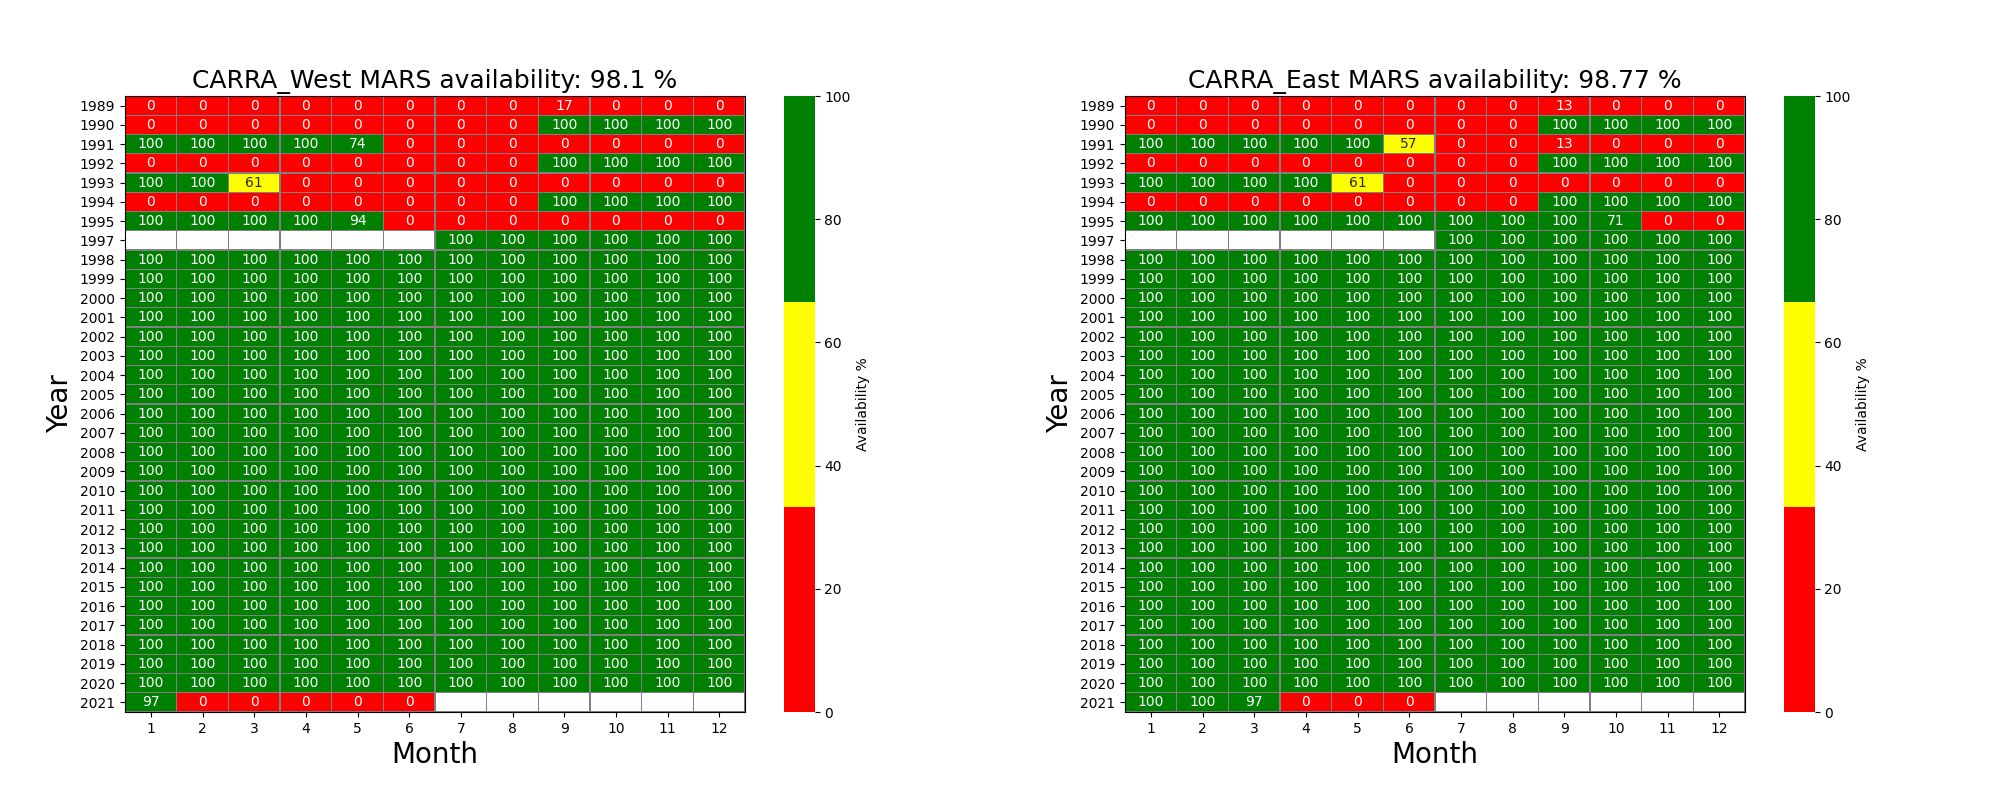 CARRA_West MARS availability: 98.1 %
1989 0 0 0 0 0 0 0 0 17 0 0 0
1990 0 0 0 0 0 0 0 0 100 100 100 100
1991 100 100 100 100 74 0 0 0 0 0 0 0
1992 0 0 0 0 0 0 0 0 100 100 100 100
1993 100 100 61 0 0 0 0 0 0 0 0 0
1994 0 0 0 0 0 0 0 0 100 100 100 100
1995 100 100 100 100 94 0 0 0 0 0 0 0
1997 100 100 100 100 100 100
1998 100 100 100 100 100 100 100 100 100 100 100 100
1999 100 100 100 100 100 100 100 100 100 100 100 100
2000 100 100 100 100 100 100 100 100 100 100 100 100
2001 100 100 100 100 100 100 100 100 100 100 100 100
2002 100 100 100 100 100 100 100 100 100 100 100 100
2003 100 100 100 100 100 100 100 100 100 100 100 100
2004 100 100 100 100 100 100 100 100 100 100 100 100
2005 100 100 100 100 100 100 100 100 100 100 100 100
2006 100 100 100 100 100 100 100 100 100 100 100 100
2007 100 100 100 100 100 100 100 100 100 100 100 100
2008 100 100 100 100 100 100 100 100 100 100 100 100
2009 100 100 100 100 100 100 100 100 100 100 100 100
2010 100 100 100 100 100 100 100 100 100 100 100 100
2011 100 100 100 100 100 100 100 100 100 100 100 100
2012 100 100 100 100 100 100 100 100 100 100 100 100
2013 100 100 100 100 100 100 100 100 100 100 100 100
2014 100 100 100 100 100 100 100 100 100 100 100 100
2015 100 100 100 100 100 100 100 100 100 100 100 100
2016 100 100 100 100 100 100 100 100 100 100 100 100
2017 100 100 100 100 100 100 100 100 100 100 100 100
2018 100 100 100 100 100 100 100 100 100 100 100 100
2019 100 100 100 100 100 100 100 100 100 100 100 100
2020 100 100 100 100 100 100 100 100 100 100 100 100
2021 97 0 0 0 0 0
1 2 3 4 5 6 7 8 9 10 11 12
Month
Year
100
80
60
40
20
0
Availability %
CARRA_East MARS availability: 98.77 %
1989 0 0 0 0 0 0 0 0 13 0 0 0
1990 0 0 0 0 0 0 0 0 100 100 100 100
1991 100 100 100 100 100 57 0 0 13 0 0 0
1992 0 0 0 0 0 0 0 0 100 100 100 100
1993 100 100 100 100 61 0 0 0 0 0 0 0
1994 0 0 0 0 0 0 0 0 100 100 100 100
1995 100 100 100 100 100 100 100 100 100 71 0 0
1997 100 100 100 100 100 100
1998 100 100 100 100 100 100 100 100 100 100 100 100
1999 100 100 100 100 100 100 100 100 100 100 100 100
2000 100 100 100 100 100 100 100 100 100 100 100 100
2001 100 100 100 100 100 100 100 100 100 100 100 100
2002 100 100 100 100 100 100 100 100 100 100 100 100
2003 100 100 100 100 100 100 100 100 100 100 100 100
2004 100 100 100 100 100 100 100 100 100 100 100 100
2005 100 100 100 100 100 100 100 100 100 100 100 100
2006 100 100 100 100 100 100 100 100 100 100 100 100
2007 100 100 100 100 100 100 100 100 100 100 100 100
2008 100 100 100 100 100 100 100 100 100 100 100 100
2009 100 100 100 100 100 100 100 100 100 100 100 100
2010 100 100 100 100 100 100 100 100 100 100 100 100
2011 100 100 100 100 100 100 100 100 100 100 100 100
2012 100 100 100 100 100 100 100 100 100 100 100 100
2013 100 100 100 100 100 100 100 100 100 100 100 100
2014 100 100 100 100 100 100 100 100 100 100 100 100
2015 100 100 100 100 100 100 100 100 100 100 100 100
2016 100 100 100 100 100 100 100 100 100 100 100 100
2017 100 100 100 100 100 100 100 100 100 100 100 100
2018 100 100 100 100 100 100 100 100 100 100 100 100
2019 100 100 100 100 100 100 100 100 100 100 100 100
2020 100 100 100 100 100 100 100 100 100 100 100 100
2021 100 100 97 0 0 0
1 2 3 4 5 6 7 8 9 10 11 12
Month
Year
100
80
60
40
20
0
Availability %